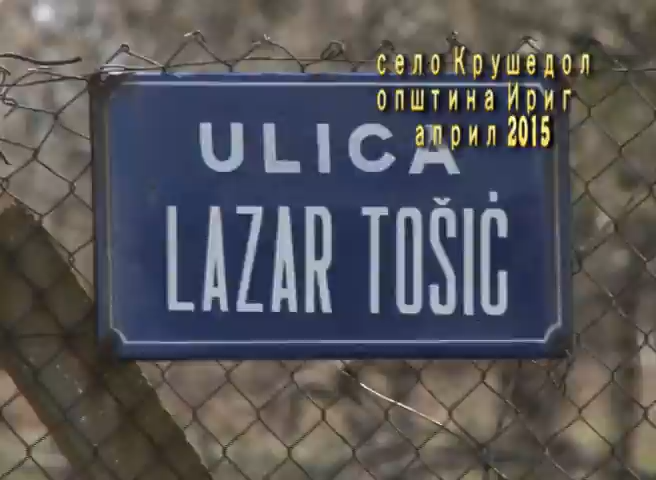 село Крушедол
општина Ириг
април 2015
ULICA
LAZAR TOŠIĆ